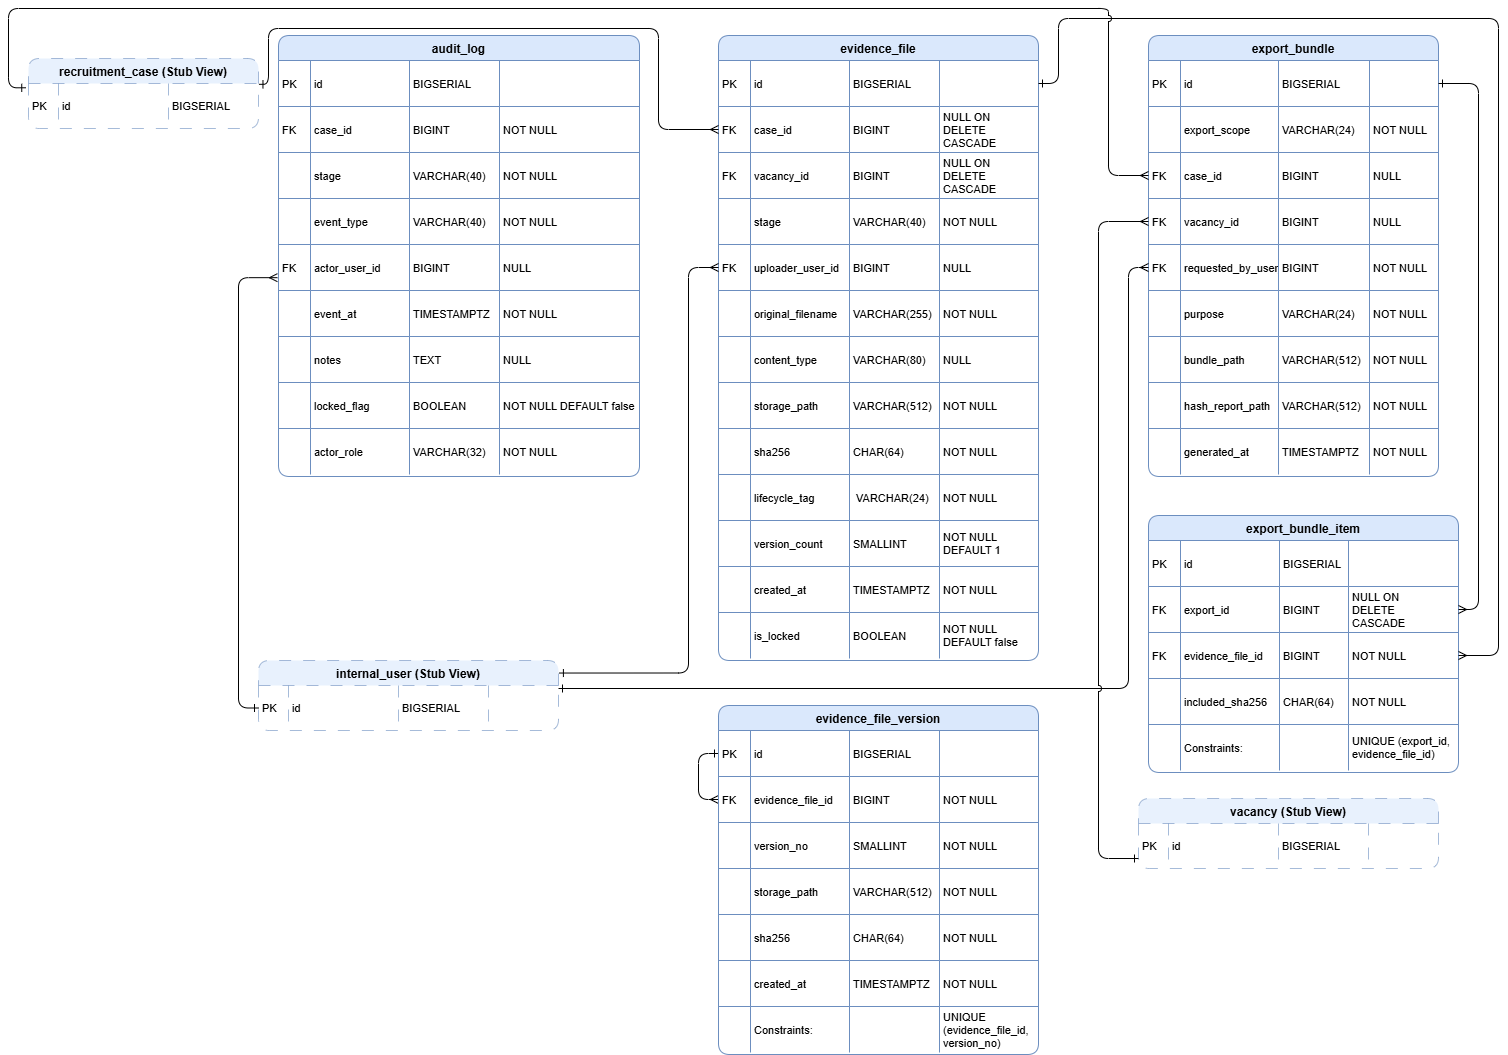 recruitment_case (Stub View)
PK id BIGSERIAL
audit_log
PK id BIGSERIAL
FK case_id BIGINT NOT NULL
stage VARCHAR(40) NOT NULL
event_type VARCHAR(40) NOT NULL
FK actor_user_id BIGINT NULL
event_at TIMESTAMPTZ NOT NULL
notes TEXT NULL
locked_flag BOOLEAN NOT NULL DEFAULT false
actor_role VARCHAR(32) NOT NULL
evidence_file
PK id BIGSERIAL
FK case_id BIGINT NULL ON
DELETE
CASCADE
FK vacancy_id BIGINT NULL ON
DELETE
CASCADE
stage VARCHAR(40) NOT NULL
FK uploader_user_id BIGINT NULL
original_filename VARCHAR(255) NOT NULL
content_type VARCHAR(80) NULL
storage_path VARCHAR(512) NOT NULL
sha256 CHAR(64) NOT NULL
lifecycle_tag VARCHAR(24) NOT NULL
version_count SMALLINT NOT NULL
DEFAULT 1
created_at TIMESTAMPTZ NOT NULL
is_locked BOOLEAN NOT NULL
DEFAULT false
export_bundle
PK id BIGSERIAL
export_scope VARCHAR(24) NOT NULL
FK case_id BIGINT NULL
FK vacancy_id BIGINT NULL
FK requested_by_user BIGINT NOT NULL
purpose VARCHAR(24) NOT NULL
bundle_path VARCHAR(512) NOT NULL
hash_report_path VARCHAR(512) NOT NULL
generated_at TIMESTAMPTZ NOT NULL
export_bundle_item
PK id BIGSERIAL
FK export_id BIGINT NULL ON
DELETE
CASCADE
FK evidence_file_id BIGINT NOT NULL
included_sha256 CHAR(64) NOT NULL
Constraints: UNIQUE (export_id,
evidence_file_id)
internal_user (Stub View)
PK id BIGSERIAL
evidence_file_version
PK id BIGSERIAL
FK evidence_file_id BIGINT NOT NULL
version_no SMALLINT NOT NULL
storage_path VARCHAR(512) NOT NULL
sha256 CHAR(64) NOT NULL
created_at TIMESTAMPTZ NOT NULL
Constraints: UNIQUE
(evidence_file_id,
version_no)
vacancy (Stub View)
PK id BIGSERIAL